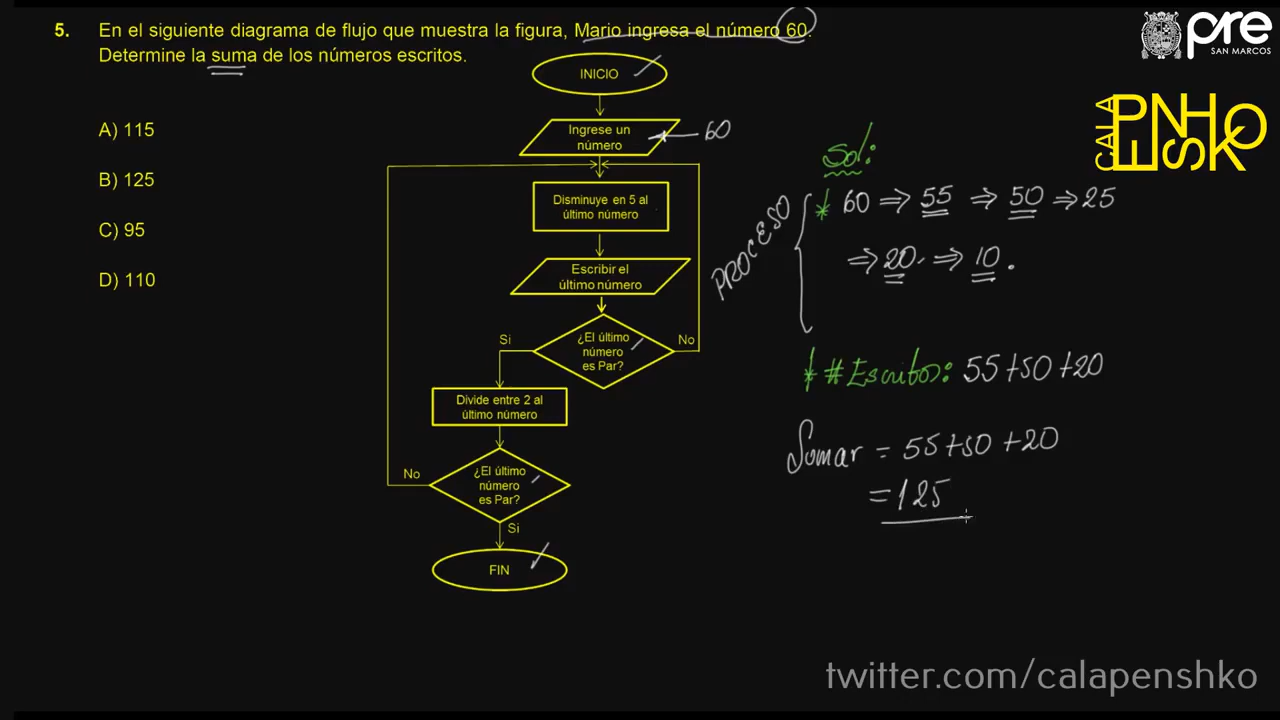 5. En el siguiente diagrama de flujo que muestra la figura, Mario ingresa el número 60.
Determine la suma de los números escritos.
A) 115
B) 125
C) 95
D) 110
INICIO
Ingrese un
número
60
Disminuye en 5 al
último número
Escribir el
último número
¿El último
número
es Par?
Si
No
Divide entre 2 al
último número
¿El último
número
es Par?
No
Si
FIN
PROCESO
Sol:
* 60 ⇒ 55 ⇒ 50 ⇒ 25
⇒ 20. ⇒ 10.
* # Escritos: 55+50+20
Sumar = 55+50+20
= 125
pre
SAN MARCOS
CALA
PENSHKO
twitter.com/calapenshko